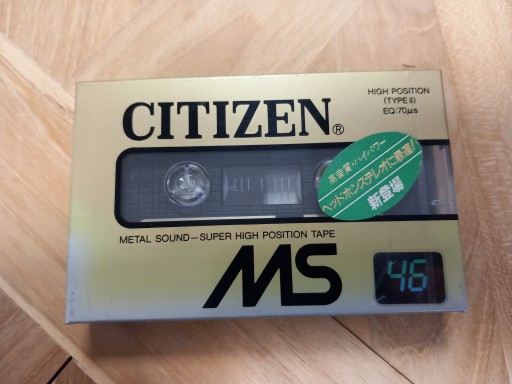 CITIZEN®
HIGH POSITION
(TYPE II)
EQ:70μs
高音質・ハイパワー
ヘッドホンステレオに最適!
新登場
METAL SOUND–SUPER HIGH POSITION TAPE
MS
46